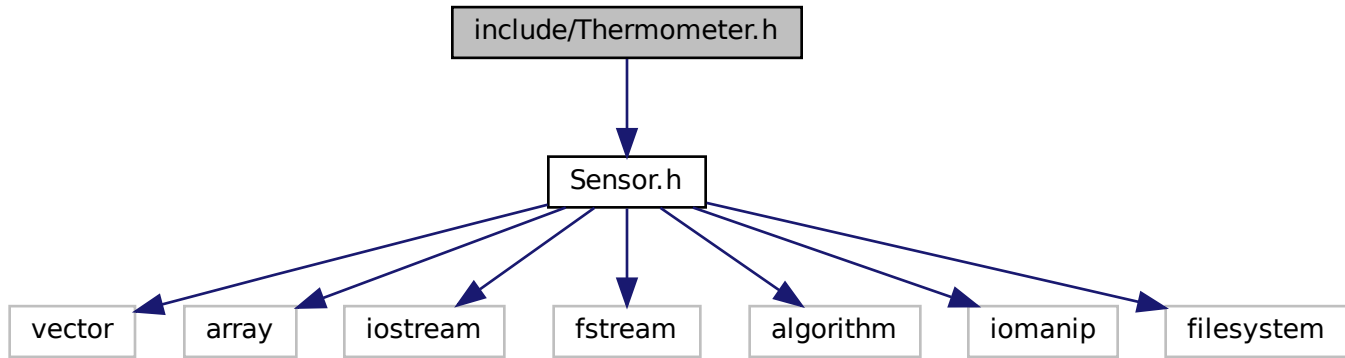 include/Thermometer.h
Sensor.h
vector
array
iostream
fstream
algorithm
iomanip
filesystem